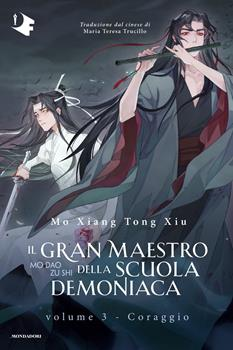 Traduzione dal cinese di
Maria Teresa Trucillo
Mo Xiang Tong Xiu
IL GRAN MAESTRO
MO DAO
ZU SHI
DELLA SCUOLA
DEMONIACA
volume 3 - Coraggio
MONDADORI